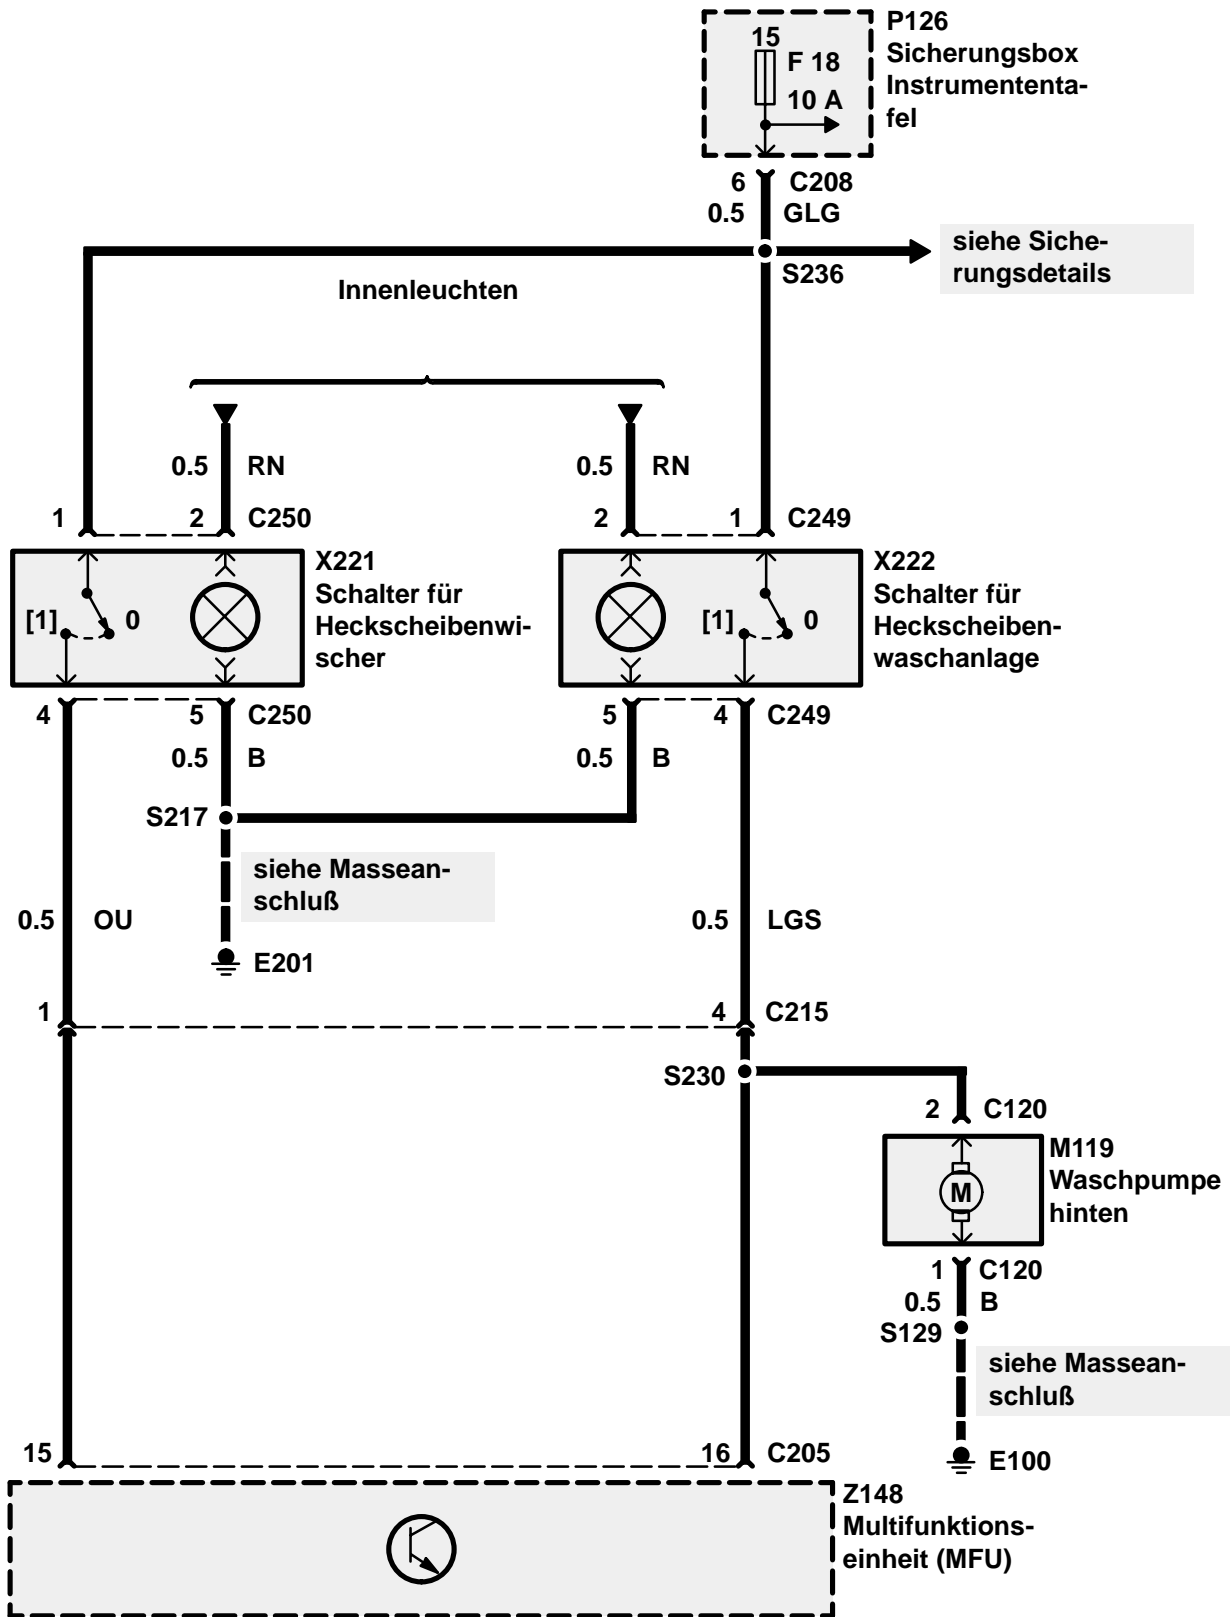 P126
Sicherungsbox
Instrumententa-
fel
15
F 18
10 A
6 C208
0.5 GLG
siehe Siche-
rungsdetails
S236
Innenleuchten
0.5 RN
0.5 RN
1 2 C250
2 1 C249
X221
Schalter für
Heckscheibenwi-
scher
[1] 0
X222
Schalter für
Heckscheiben-
waschanlage
[1] 0
4 5 C250
5 4 C249
0.5 B
0.5 B
S217
siehe Massean-
schluß
0.5 OU
0.5 LGS
E201
1 4 C215
S230
2 C120
M119
Waschpumpe
hinten
M
1 C120
0.5 B
S129
siehe Massean-
schluß
E100
15 16 C205
Z148
Multifunktions-
einheit (MFU)